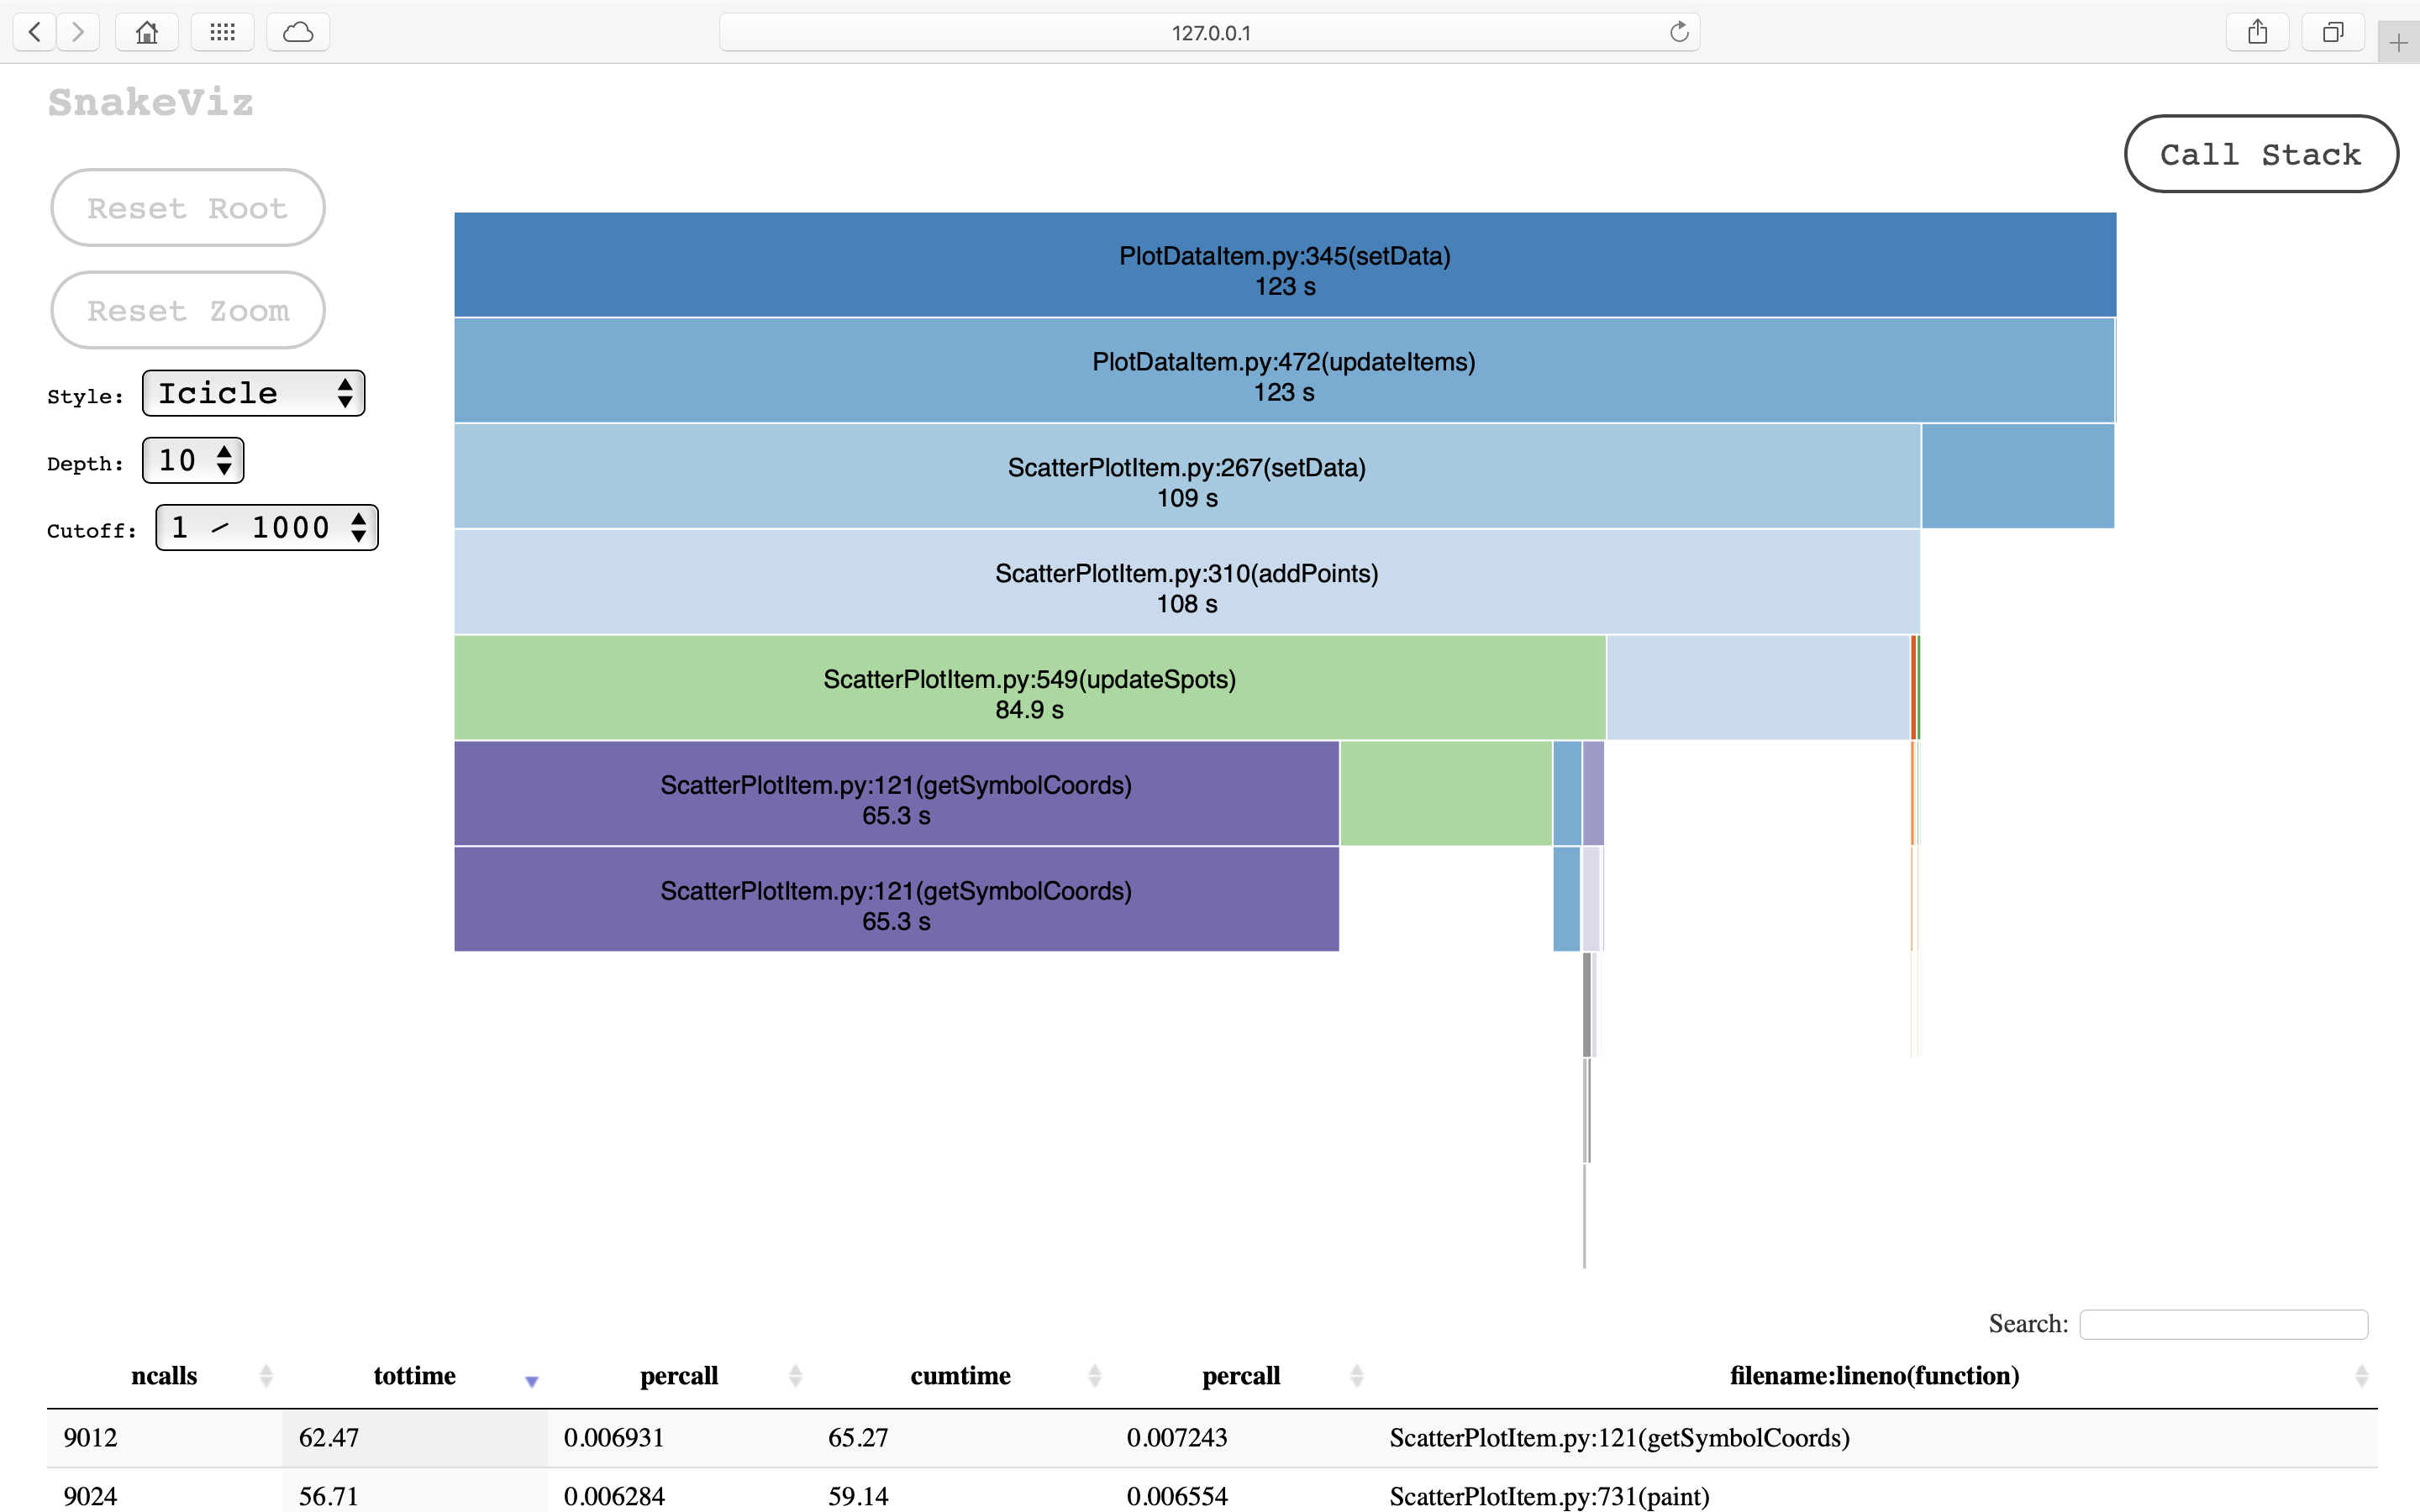 127.0.0.1
SnakeViz
Call Stack
Reset Root
Reset Zoom
Style: Icicle
Depth: 10
Cutoff: 1 / 1000
PlotDataItem.py:345(setData)
123 s
PlotDataItem.py:472(updateItems)
123 s
ScatterPlotItem.py:267(setData)
109 s
ScatterPlotItem.py:310(addPoints)
108 s
ScatterPlotItem.py:549(updateSpots)
84.9 s
ScatterPlotItem.py:121(getSymbolCoords)
65.3 s
ScatterPlotItem.py:121(getSymbolCoords)
65.3 s
Search:
ncalls tottime percall cumtime percall filename:lineno(function)
9012 62.47 0.006931 65.27 0.007243 ScatterPlotItem.py:121(getSymbolCoords)
9024 56.71 0.006284 59.14 0.006554 ScatterPlotItem.py:731(paint)